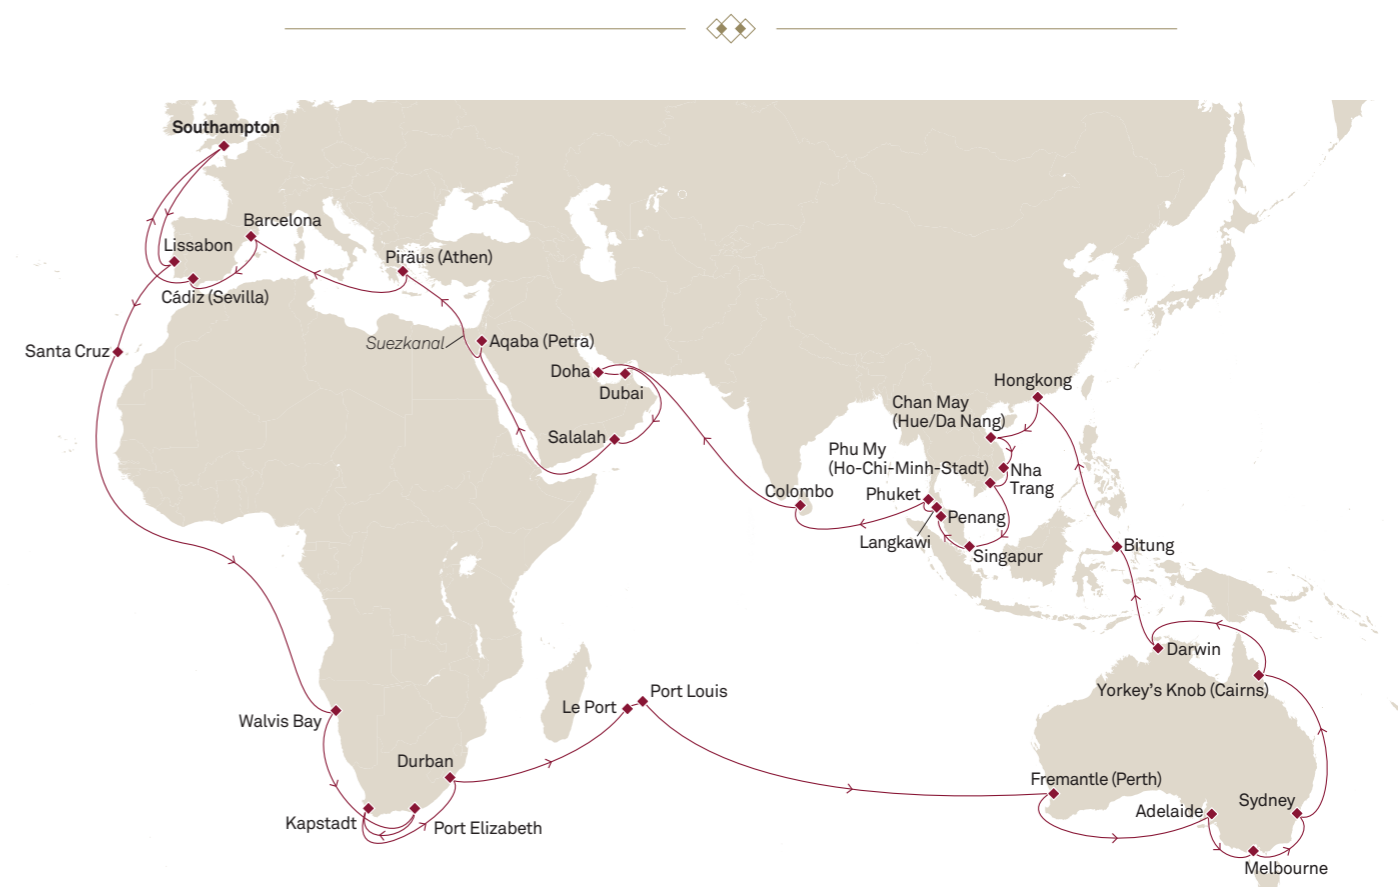 Southampton
Barcelona
Lissabon
Piräus (Athen)
Cádiz (Sevilla)
Suezkanal
Aqaba (Petra)
Santa Cruz
Doha
Dubai
Hongkong
Chan May
(Hue/Da Nang)
Salalah
Phu My
(Ho-Chi-Minh-Stadt)
Nha
Trang
Colombo
Phuket
Penang
Langkawi
Singapur
Bitung
Darwin
Yorkey's Knob (Cairns)
Port Louis
Le Port
Walvis Bay
Durban
Fremantle (Perth)
Sydney
Adelaide
Kapstadt
Port Elizabeth
Melbourne